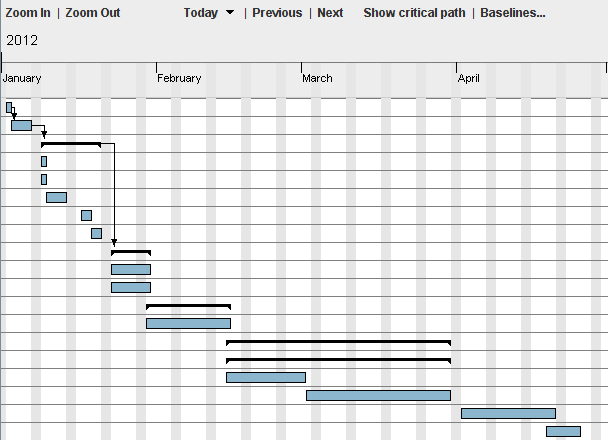 Zoom In | Zoom Out Today | Previous | Next Show critical path | Baselines...
2012
January February March April